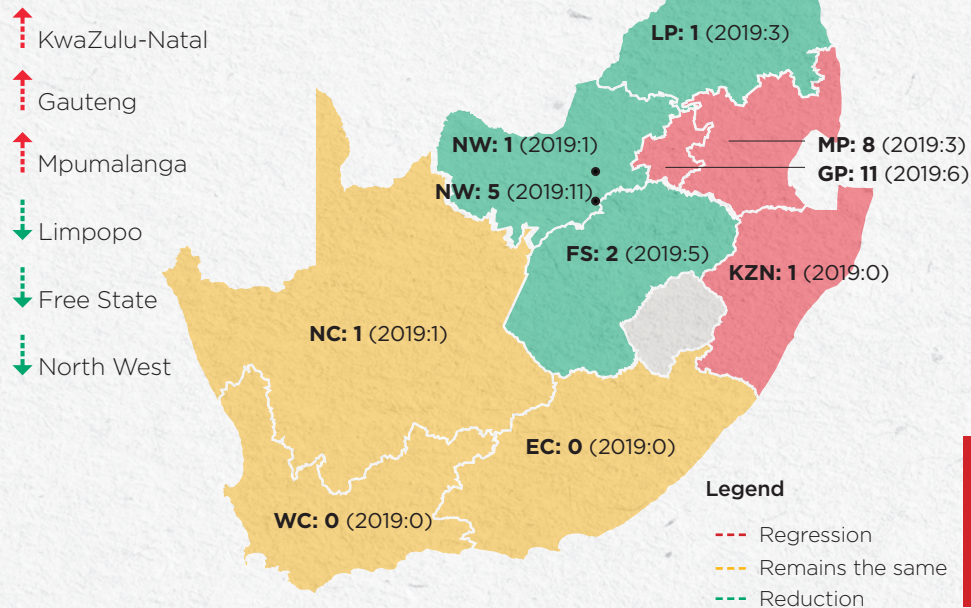 KwaZulu-Natal
Gauteng
Mpumalanga
Limpopo
Free State
North West
LP: 1 (2019:3)
NW: 1 (2019:1)
MP: 8 (2019:3)
GP: 11 (2019:6)
NW: 5 (2019:11)
FS: 2 (2019:5)
KZN: 1 (2019:0)
NC: 1 (2019:1)
EC: 0 (2019:0)
WC: 0 (2019:0)
Legend
Regression
Remains the same
Reduction